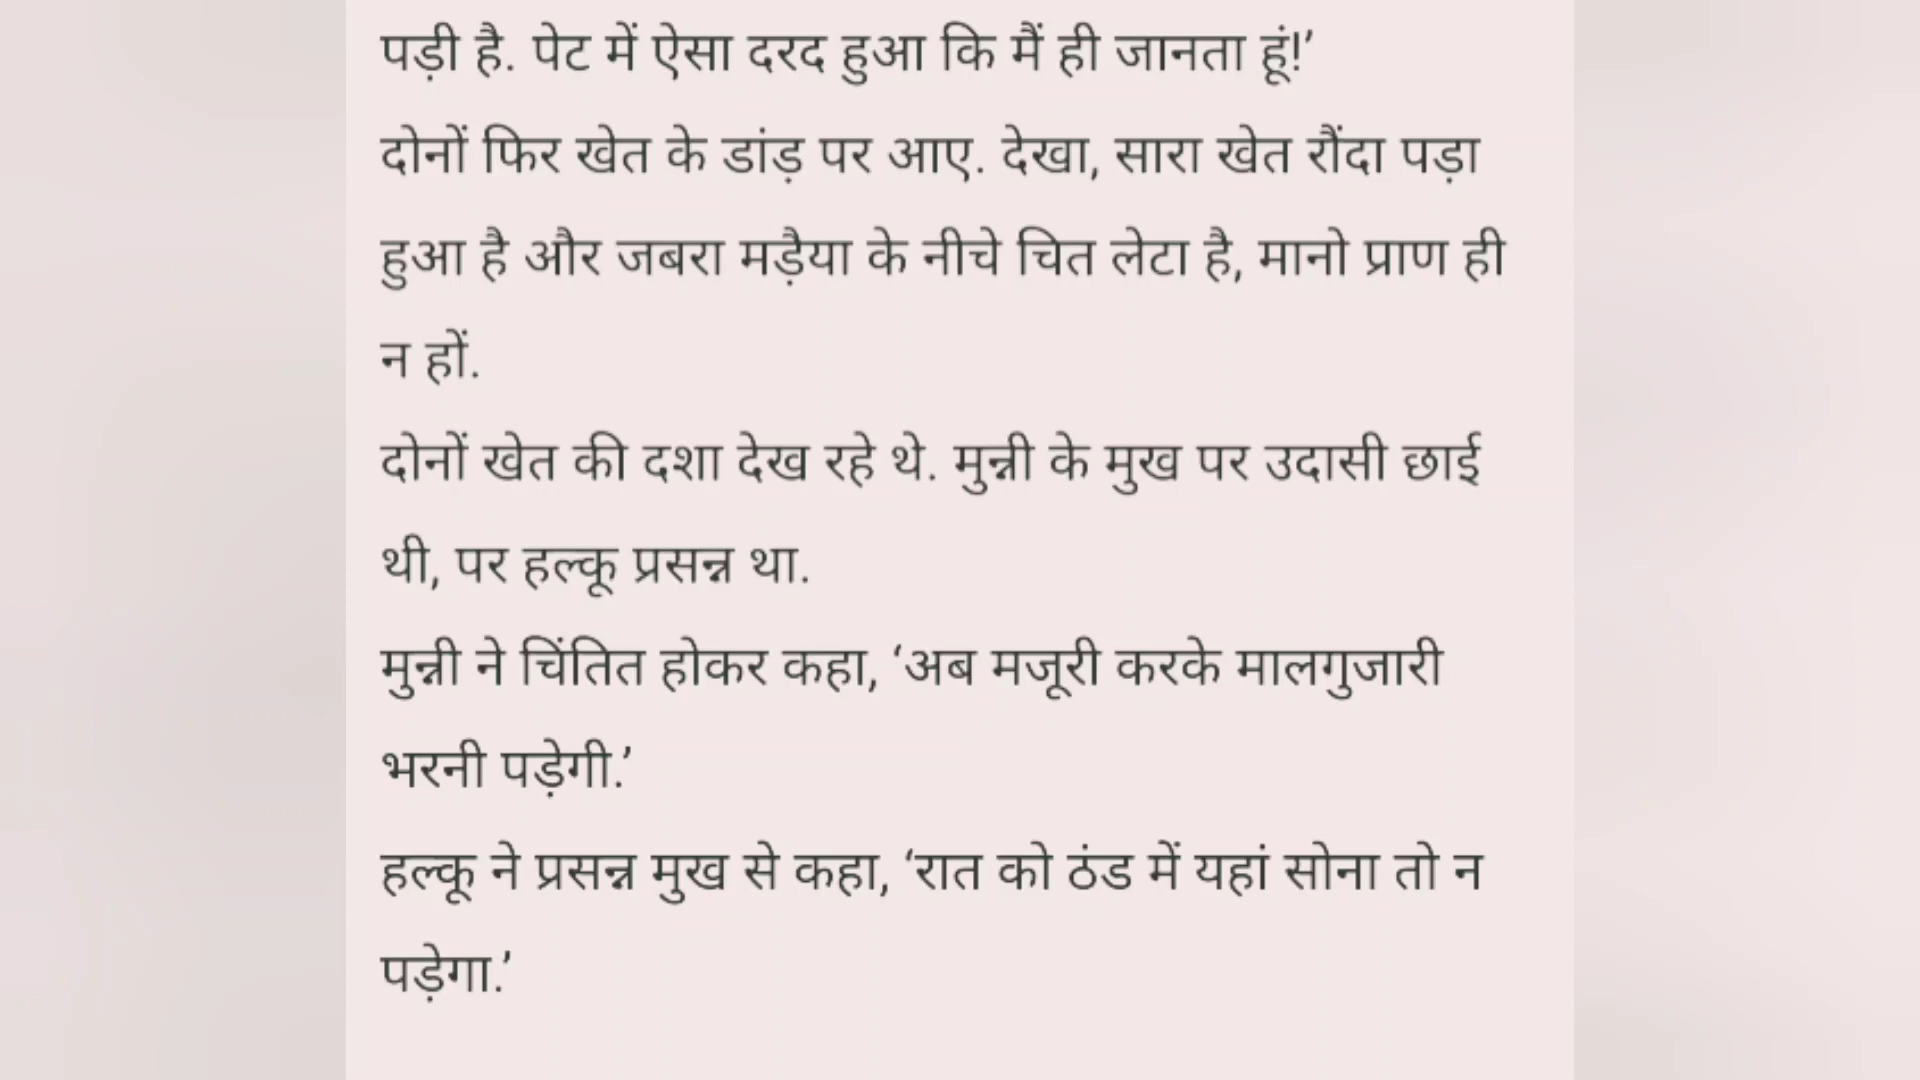 पड़ी है. पेट में ऐसा दरद हुआ कि मैं ही जानता हूं!’
दोनों फिर खेत के डांड़ पर आए. देखा, सारा खेत रौंदा पड़ा
हुआ है और जबरा मड़ैया के नीचे चित लेटा है, मानो प्राण ही
न हों.
दोनों खेत की दशा देख रहे थे. मुन्नी के मुख पर उदासी छाई
थी, पर हल्कू प्रसन्न था.
मुन्नी ने चिंतित होकर कहा, ‘अब मजूरी करके मालगुजारी
भरनी पड़ेगी.’
हल्कू ने प्रसन्न मुख से कहा, ‘रात को ठंड में यहां सोना तो न
पड़ेगा.’